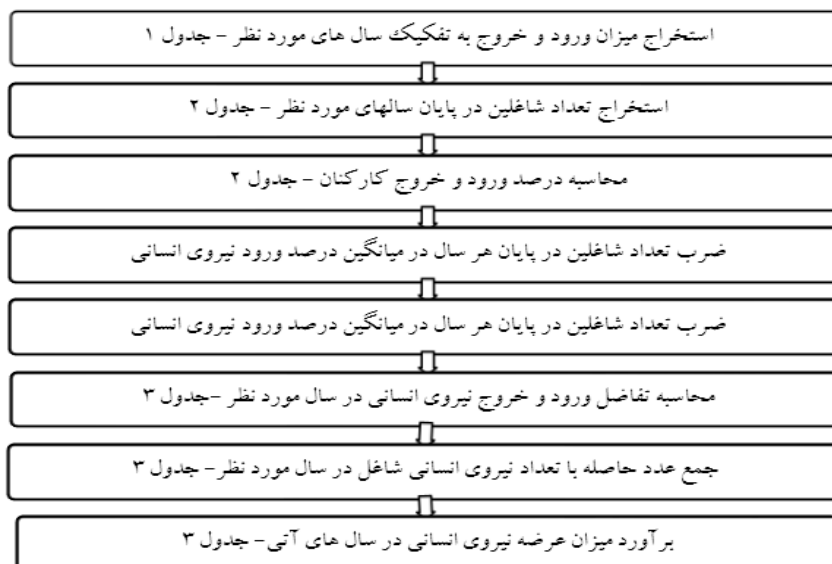 استخراج میزان ورود و خروج به تفکیک سال های مورد نظر – جدول ۱
استخراج تعداد شاغلین در پایان سالهای مورد نظر – جدول ۲
محاسبه درصد ورود و خروج کارکنان – جدول ۲
ضرب تعداد شاغلین در پایان هر سال در میانگین درصد ورود نیروی انسانی
ضرب تعداد شاغلین در پایان هر سال در میانگین درصد ورود نیروی انسانی
محاسبه تفاضل ورود و خروج نیروی انسانی در سال مورد نظر –جدول ۳
جمع عدد حاصله با تعداد نیروی انسانی شاغل در سال مورد نظر– جدول ۳
برآورد میزان عرضه نیروی انسانی در سال های آتی– جدول ۳